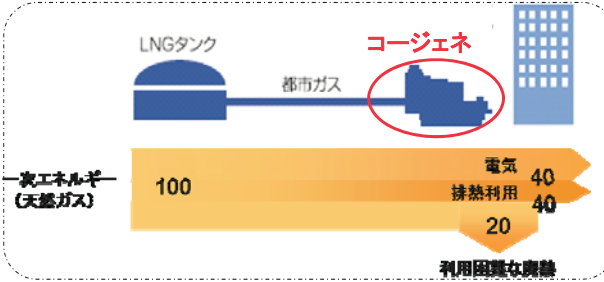 コージェネ
LNGタンク
都市ガス
一次エネルギー
(天然ガス)
100
電気
40
排熱利用
40
20
利用困難な廃熱